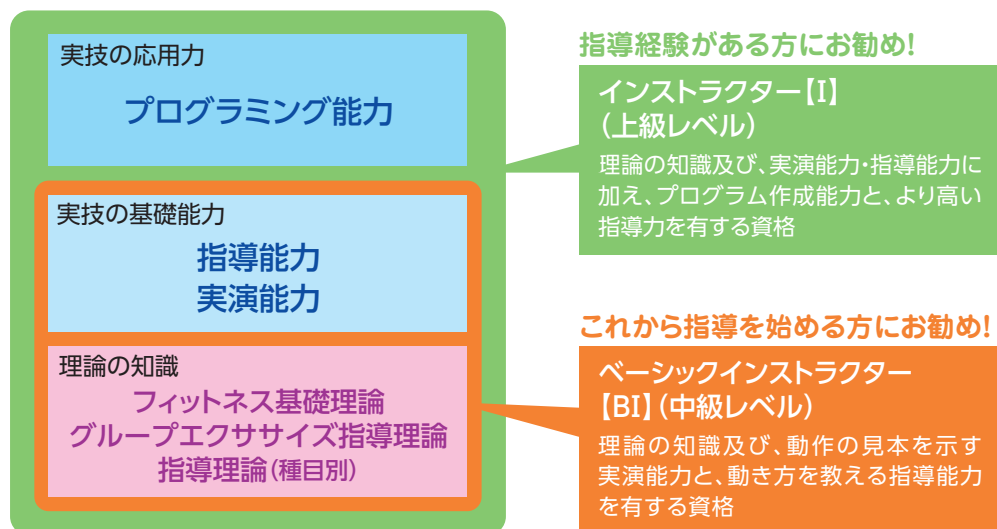 実技の応用力
プログラミング能力
実技の基礎能力
指導能力
実演能力
理論の知識
フィットネス基礎理論
グループエクササイズ指導理論
指導理論(種目別)
指導経験がある方にお勧め!
インストラクター【I】
(上級レベル)
理論の知識及び、実演能力・指導能力に
加え、プログラム作成能力と、より高い
指導力を有する資格
これから指導を始める方にお勧め!
ベーシックインストラクター
【BI】(中級レベル)
理論の知識及び、動作の見本を示す
実演能力と、動き方を教える指導能力
を有する資格